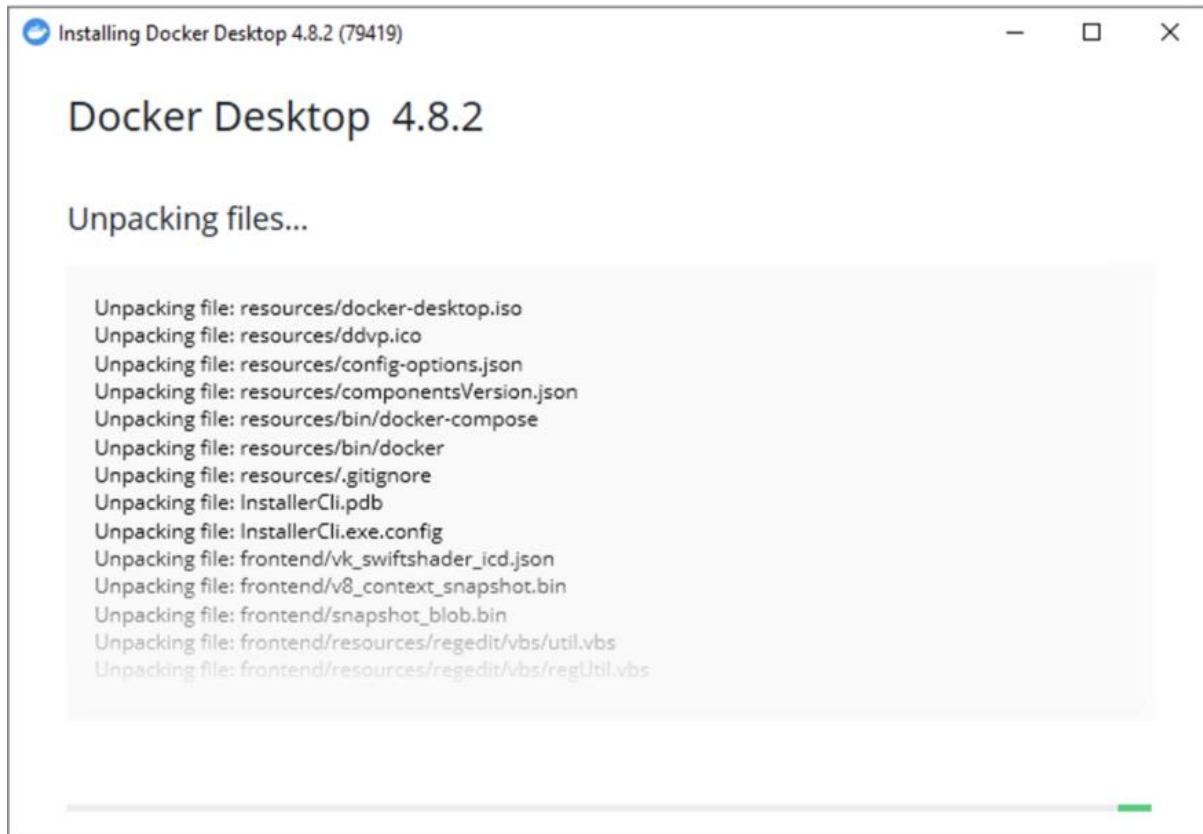 Installing Docker Desktop 4.8.2 (79419)
Docker Desktop 4.8.2
Unpacking files...
Unpacking file: resources/docker-desktop.iso
Unpacking file: resources/ddvp.ico
Unpacking file: resources/config-options.json
Unpacking file: resources/componentsVersion.json
Unpacking file: resources/bin/docker-compose
Unpacking file: resources/bin/docker
Unpacking file: resources/.gitignore
Unpacking file: InstallerCli.pdb
Unpacking file: InstallerCli.exe.config
Unpacking file: frontend/vk_swiftshader_icd.json
Unpacking file: frontend/v8_context_snapshot.bin
Unpacking file: frontend/snapshot_blob.bin
Unpacking file: frontend/resources/regedit/vbs/util.vbs
Unpacking file: frontend/resources/regedit/vbs/regUtil.vbs